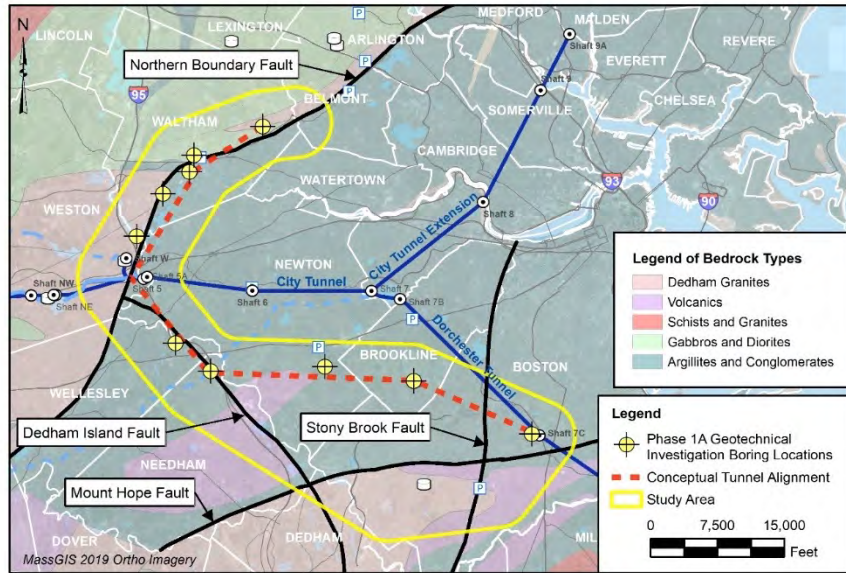 LEXINGTON
LINCOLN
ARLINGTON
MEDFORD
MALDEN
Shaft 9A
REVERE
EVERETT
N
Northern Boundary Fault
95
BELMONT
Shaft 9
CHELSEA
SOMERVILLE
WALTHAM
CAMBRIDGE
WATERTOWN
93
WESTON
90
Shaft 8
City Tunnel Extension
Shaft W
NEWTON
Shaft NW
Shaft 5A
Shaft 5
City Tunnel
Shaft 7
Shaft NE
Shaft 6
Shaft 7B
Dorchester Tunnel
P
BROOKLINE
BOSTON
WELLESLEY
Dedham Island Fault
Stony Brook Fault
Shaft 7C
NEEDHAM
Mount Hope Fault
DOVER
DEDHAM
MIL
MassGIS 2019 Ortho Imagery
Legend of Bedrock Types
Dedham Granites
Volcanics
Schists and Granites
Gabbros and Diorites
Argillites and Conglomerates
Legend
Phase 1A Geotechnical
Investigation Boring Locations
Conceptual Tunnel Alignment
Study Area
0 7,500 15,000
Feet